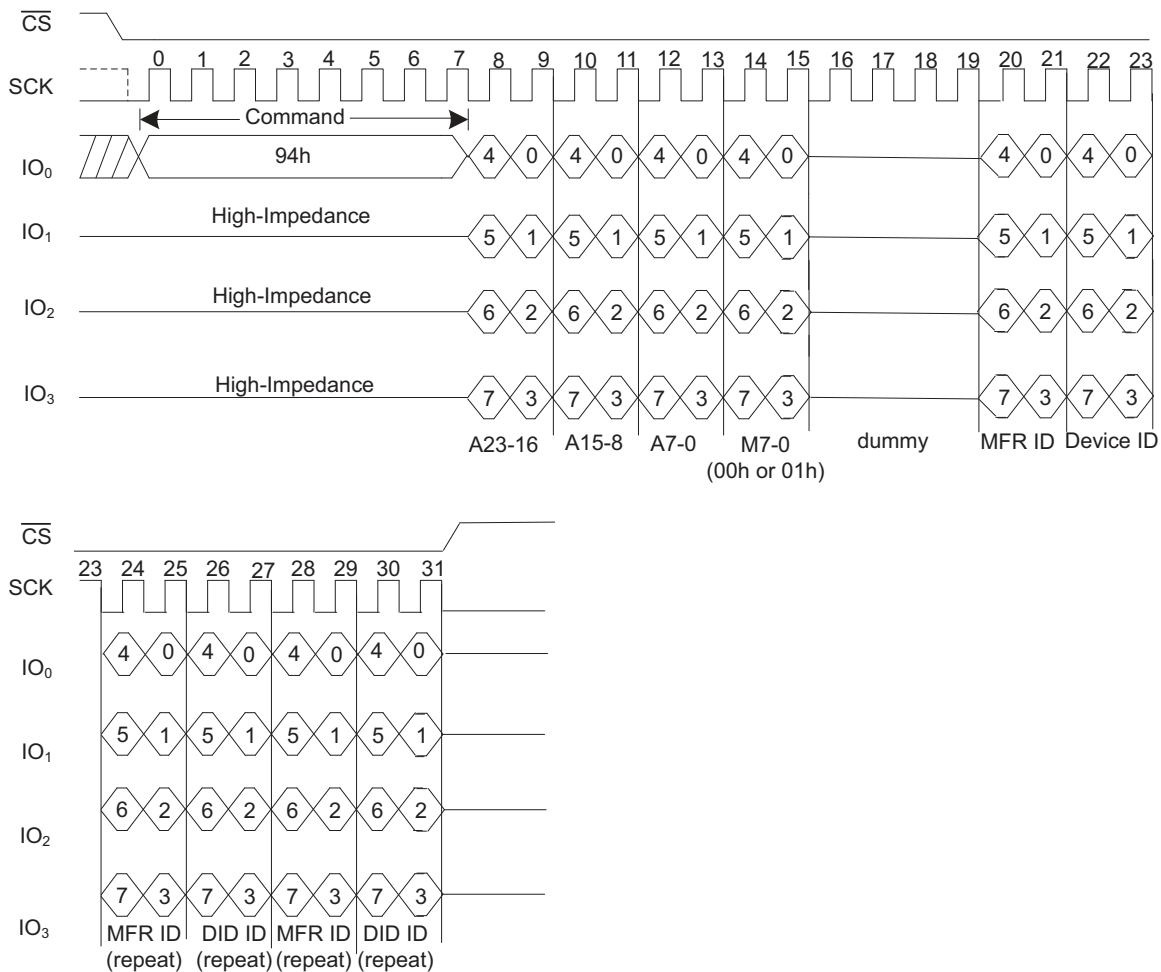 CS
0 1 2 3 4 5 6 7 8 9 10 11 12 13 14 15 16 17 18 19 20 21 22 23
SCK
Command
IO0 94h 4 0 4 0 4 0 4 0 4 0 4 0
IO1 High-Impedance 5 1 5 1 5 1 5 1 5 1 5 1
IO2 High-Impedance 6 2 6 2 6 2 6 2 6 2 6 2
IO3 High-Impedance 7 3 7 3 7 3 7 3 7 3 7 3
A23-16 A15-8 A7-0 M7-0 dummy MFR ID Device ID
(00h or 01h)
CS
23 24 25 26 27 28 29 30 31
SCK
IO0 4 0 4 0 4 0 4 0
IO1 5 1 5 1 5 1 5 1
IO2 6 2 6 2 6 2 6 2
IO3 7 3 7 3 7 3 7 3
MFR ID DID ID MFR ID DID ID
(repeat) (repeat) (repeat) (repeat)